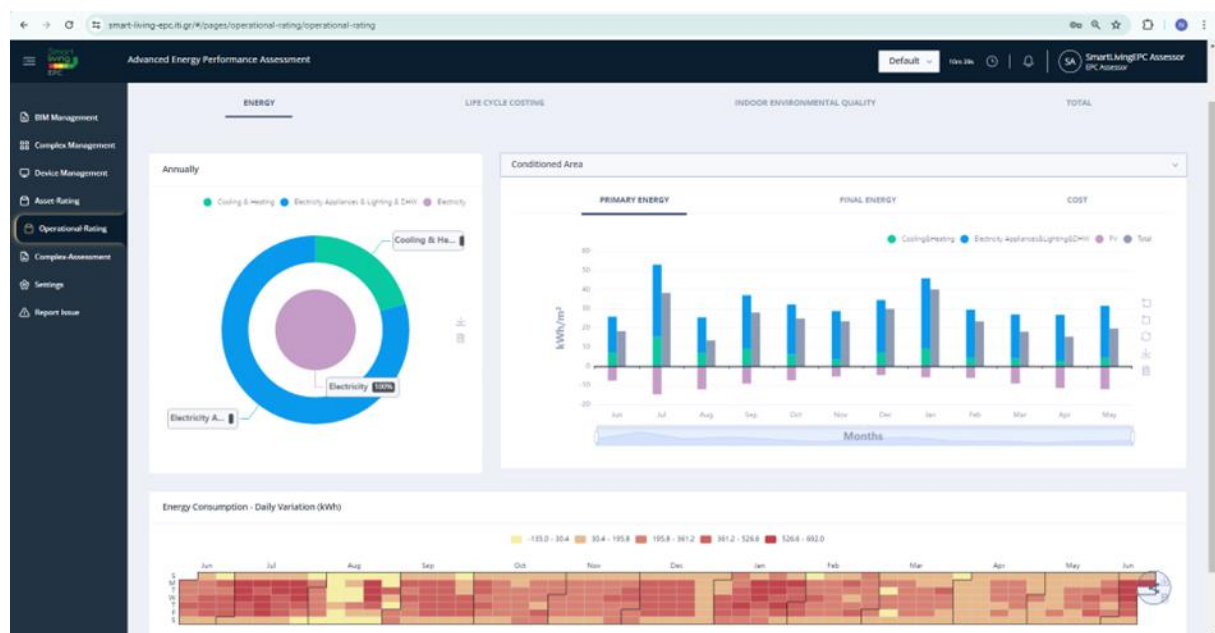 smart-living-epc.iti.gr/#/pages/operational-rating/operational-rating
Smart
living
EPC
Advanced Energy Performance Assessment
Default
SA
SmartLivingEPC Assessor
EPC Assessor
BIM Management
Complex Management
Device Management
Asset-Rating
Operational-Rating
Complex-Assessment
Settings
Report Issue
ENERGY LIFE CYCLE COSTING INDOOR ENVIRONMENTAL QUALITY TOTAL
Annually
Cooling & Heating Electricity Appliances & Lighting & DHW Electricity
Cooling & He...
Electricity 100%
Electricity A...
Conditioned Area
PRIMARY ENERGY FINAL ENERGY COST
Cooling&Heating Electricity Appliances&Lighting&DHW PV Total
kWh/m²
60
50
40
30
20
10
0
-10
-20
Jun Jul Aug Sep Oct Nov Dec Jan Feb Mar Apr May
Months
Energy Consumption - Daily Variation (kWh)
-135.0 - 30.4 30.4 - 195.8 195.8 - 361.2 361.2 - 526.6 526.6 - 692.0
Jun Jul Aug Sep Oct Nov Dec Jan Feb Mar Apr May Jun
S
M
T
W
T
F
S